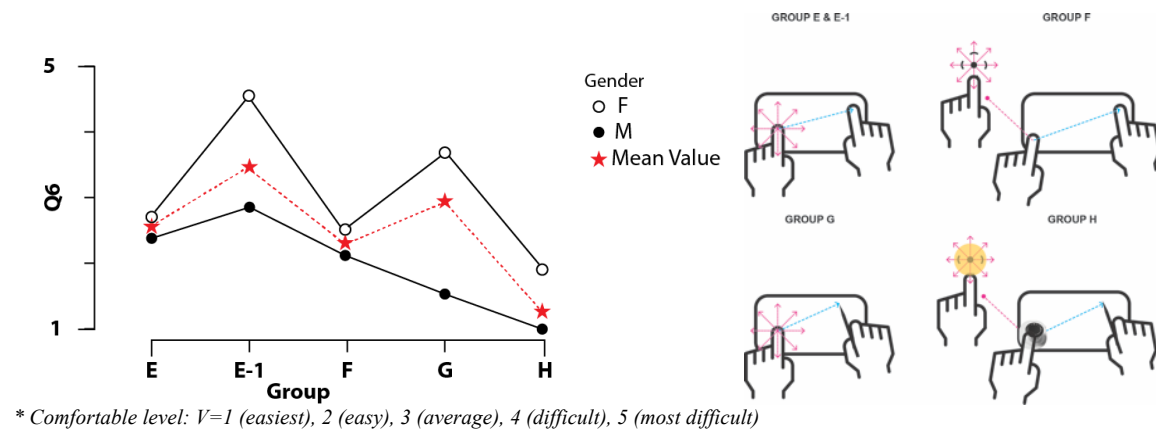 GROUP E & E-1
GROUP F
5
Gender
F
M
Mean Value
Q6
GROUP G
GROUP H
1
E
E-1
F
G
H
Group
* Comfortable level: V=1 (easiest), 2 (easy), 3 (average), 4 (difficult), 5 (most difficult)